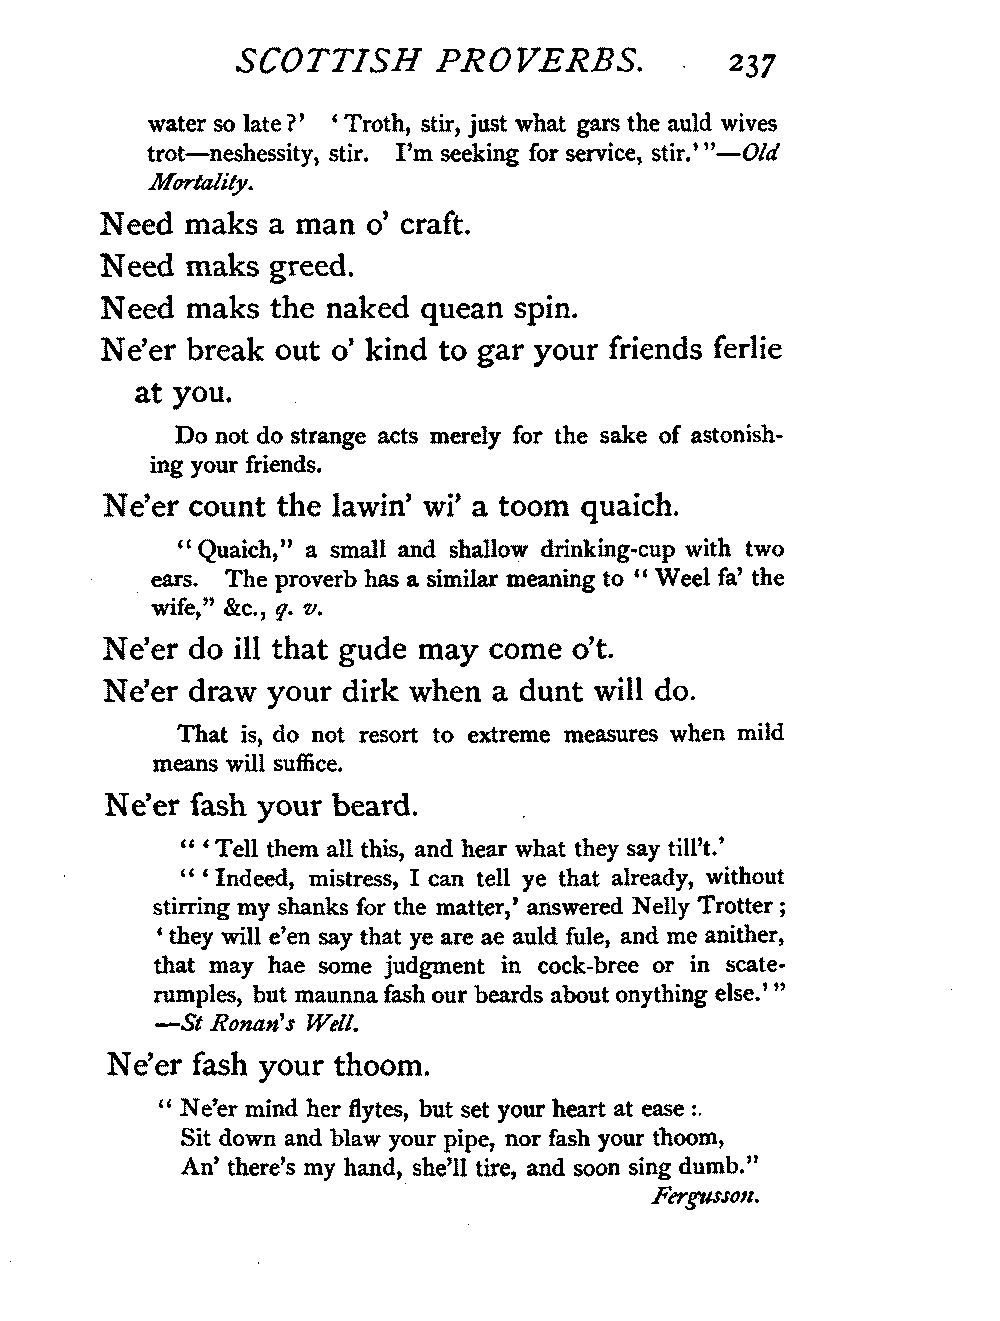 SCOTTISH PROVERBS. 237
water so late?' 'Troth, stir, just what gars the auld wives
trot—neshessity, stir. I'm seeking for service, stir.'"—Old
Mortality.
Need maks a man o' craft.
Need maks greed.
Need maks the naked quean spin.
Ne'er break out o' kind to gar your friends ferlie
at you.
Do not do strange acts merely for the sake of astonish-
ing your friends.
Ne'er count the lawin' wi' a toom quaich.
"Quaich," a small and shallow drinking-cup with two
ears. The proverb has a similar meaning to "Weel fa' the
wife," &c., q. v.
Ne'er do ill that gude may come o't.
Ne'er draw your dirk when a dunt will do.
That is, do not resort to extreme measures when mild
means will suffice.
Ne'er fash your beard.
"'Tell them all this, and hear what they say till't.'
"'Indeed, mistress, I can tell ye that already, without
stirring my shanks for the matter,' answered Nelly Trotter;
'they will e'en say that ye are ae auld fule, and me anither,
that may hae some judgment in cock-bree or in scate-
rumples, but maunna fash our beards about onything else.'"
—St Ronan's Well.
Ne'er fash your thoom.
"Ne'er mind her flytes, but set your heart at ease:.
Sit down and blaw your pipe, nor fash your thoom,
An' there's my hand, she'll tire, and soon sing dumb."
Fergusson.